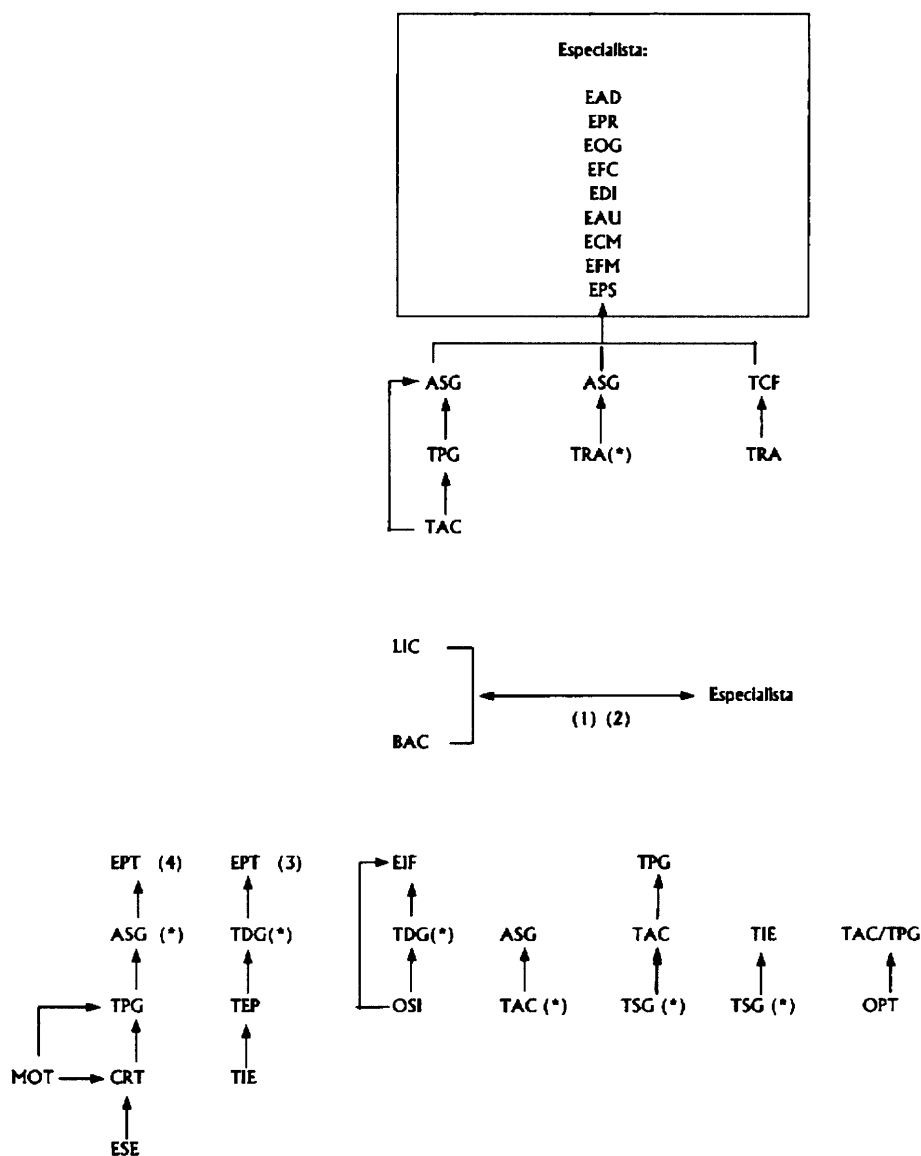 Especialista:
EAD
EPR
EOG
EFC
EDI
EAU
ECM
EFM
EPS
ASG ASG TCF
TPG TRA(*) TRA
TAC
LIC
Especialista
(1) (2)
BAC
EPT (4) EPT (3) EIF TPG
ASG (*) TDG(*) TDG(*) ASG TAC TIE TAC/TPG
TPG TEP OSI TAC (*) TSG (*) TSG (*) OPT
MOT CRT TIE
ESE